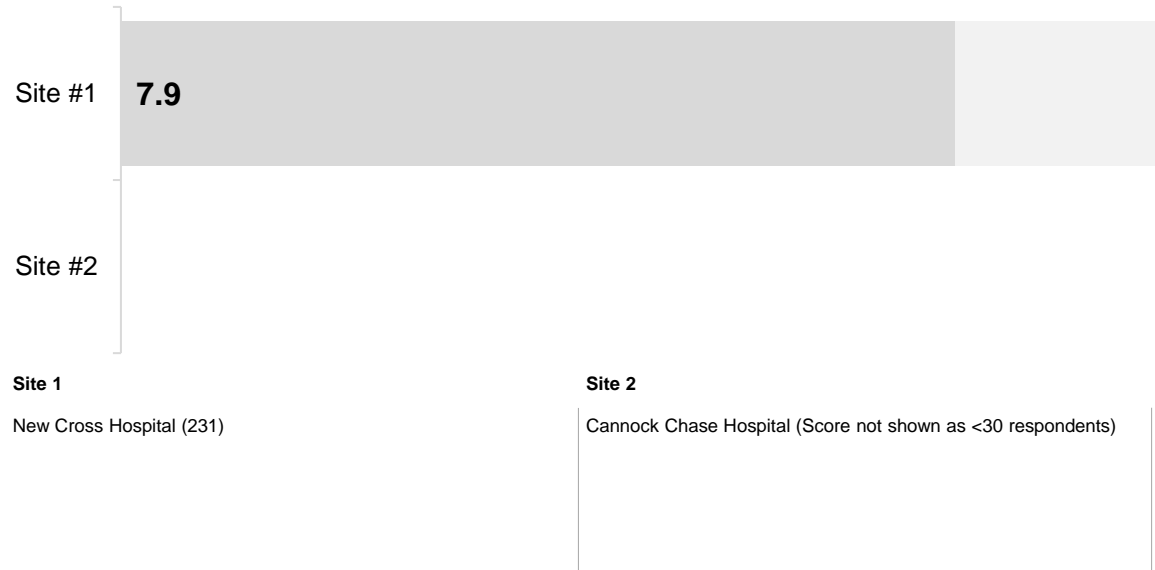 Site #1
7.9
Site #2
Site 1
Site 2
New Cross Hospital (231)
Cannock Chase Hospital (Score not shown as <30 respondents)